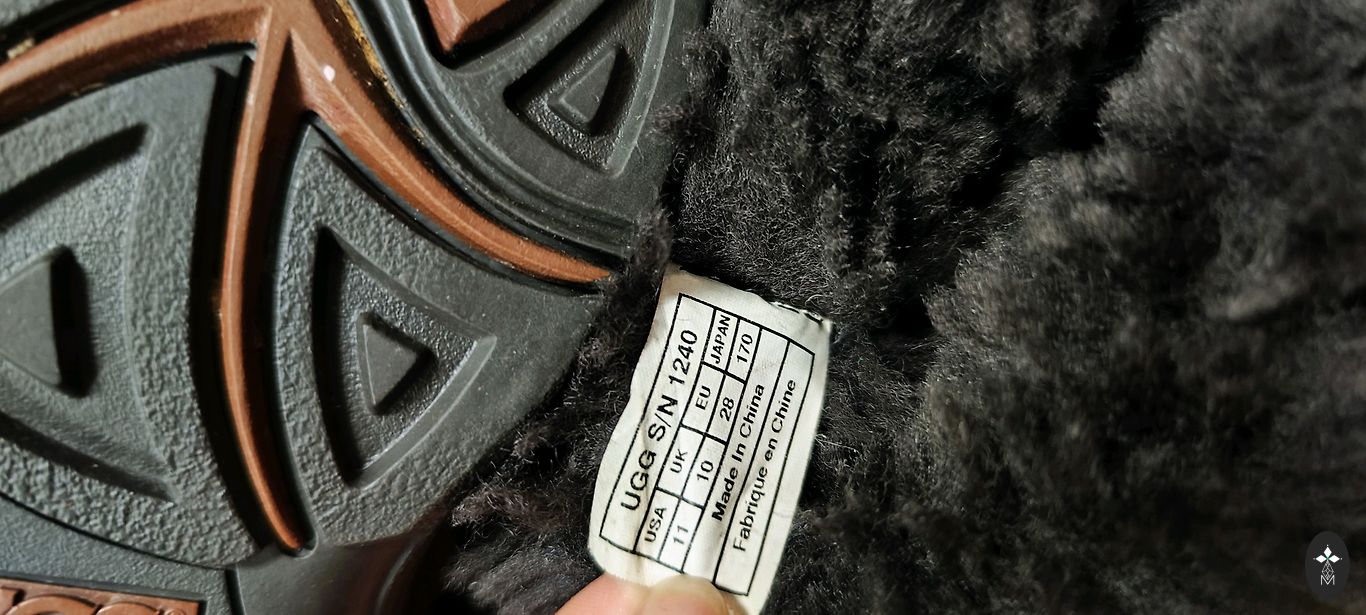 UGG S/N 1240
USA UK EU JAPAN
11 10 28 170
Made In China
Fabrique en Chine